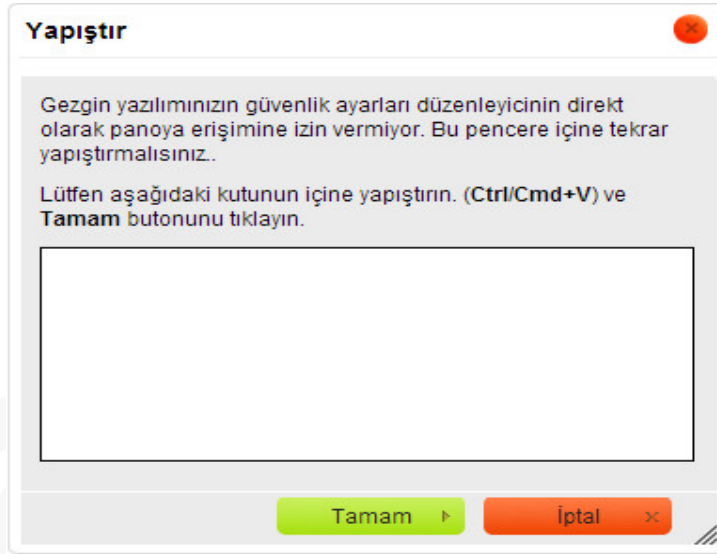 Yapıştır
Gezgin yazılımınızın güvenlik ayarları düzenleyicinin direkt
olarak panoya erişimine izin vermiyor. Bu pencere içine tekrar
yapıştırmalısınız..
Lütfen aşağıdaki kutunun içine yapıştırın. (Ctrl/Cmd+V) ve
Tamam butonunu tıklayın.
Tamam
İptal